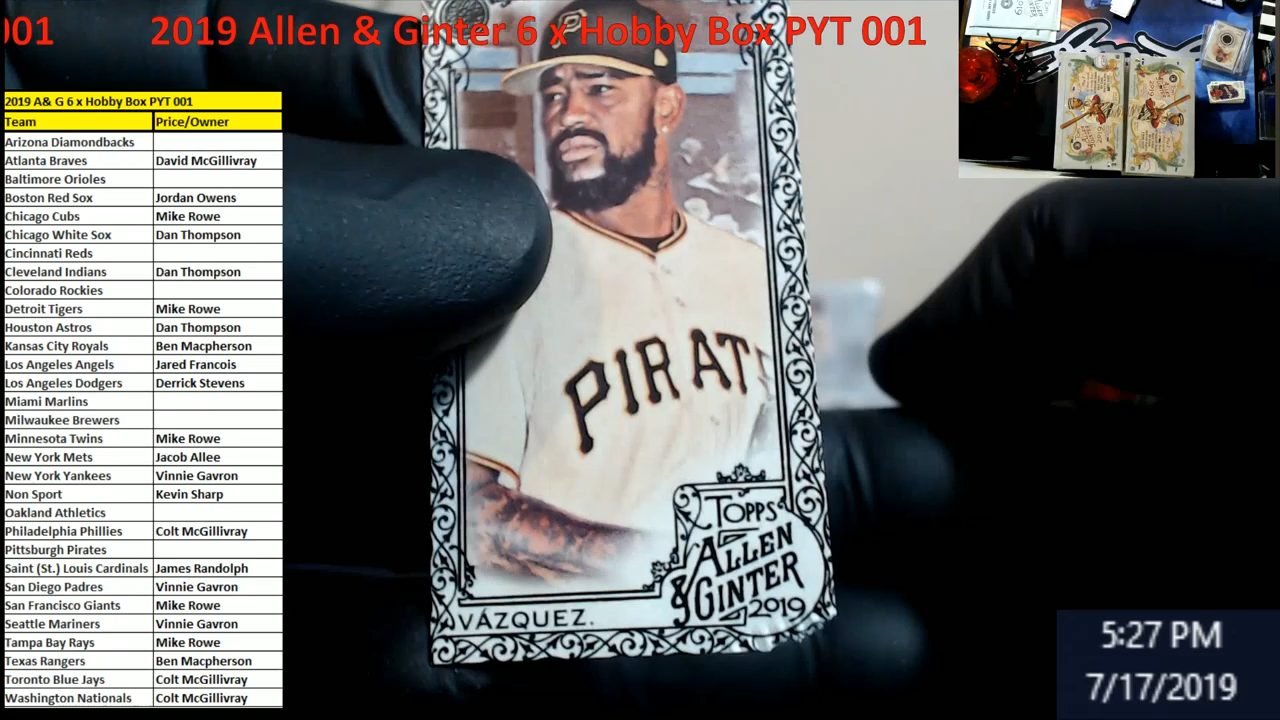 001 2019 Allen & Ginter 6 x Hobby Box PYT 001
2019 A& G 6 x Hobby Box PYT 001
Team Price/Owner
Arizona Diamondbacks
Atlanta Braves David McGillivray
Baltimore Orioles
Boston Red Sox Jordan Owens
Chicago Cubs Mike Rowe
Chicago White Sox Dan Thompson
Cincinnati Reds
Cleveland Indians Dan Thompson
Colorado Rockies
Detroit Tigers Mike Rowe
Houston Astros Dan Thompson
Kansas City Royals Ben Macpherson
Los Angeles Angels Jared Francois
Los Angeles Dodgers Derrick Stevens
Miami Marlins
Milwaukee Brewers
Minnesota Twins Mike Rowe
New York Mets Jacob Allee
New York Yankees Vinnie Gavron
Non Sport Kevin Sharp
Oakland Athletics
Philadelphia Phillies Colt McGillivray
Pittsburgh Pirates
Saint (St.) Louis Cardinals James Randolph
San Diego Padres Vinnie Gavron
San Francisco Giants Mike Rowe
Seattle Mariners Vinnie Gavron
Tampa Bay Rays Mike Rowe
Texas Rangers Ben Macpherson
Toronto Blue Jays Colt McGillivray
Washington Nationals Colt McGillivray
P
PIRAT
TOPPS
ALLEN
& GINTER
2019
VÁZQUEZ.
5:27 PM
7/17/2019